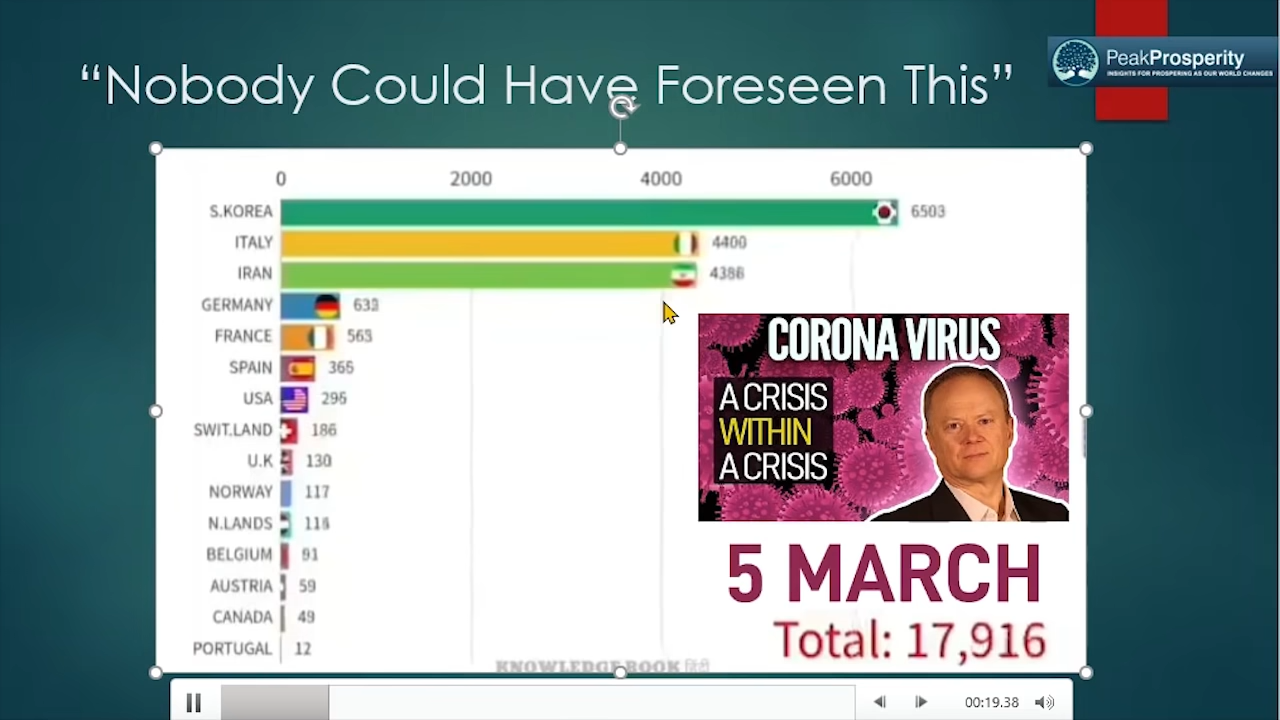 “Nobody Could Have Foreseen This”
PeakProsperity
INSIGHTS FOR PROSPERING AS OUR WORLD CHANGES
0 2000 4000 6000
S.KOREA 6503
ITALY 4400
IRAN 4386
GERMANY
FRANCE 563
SPAIN 365
USA 295
SWIT.LAND 186
U.K 130
NORWAY 117
N.LANDS
BELGIUM 91
AUSTRIA 59
CANADA 49
PORTUGAL 12
CORONA VIRUS
A CRISIS
WITHIN
A CRISIS
5 MARCH
Total: 17,916
KNOWLEDGE BOOK हिंदी
00:19.38